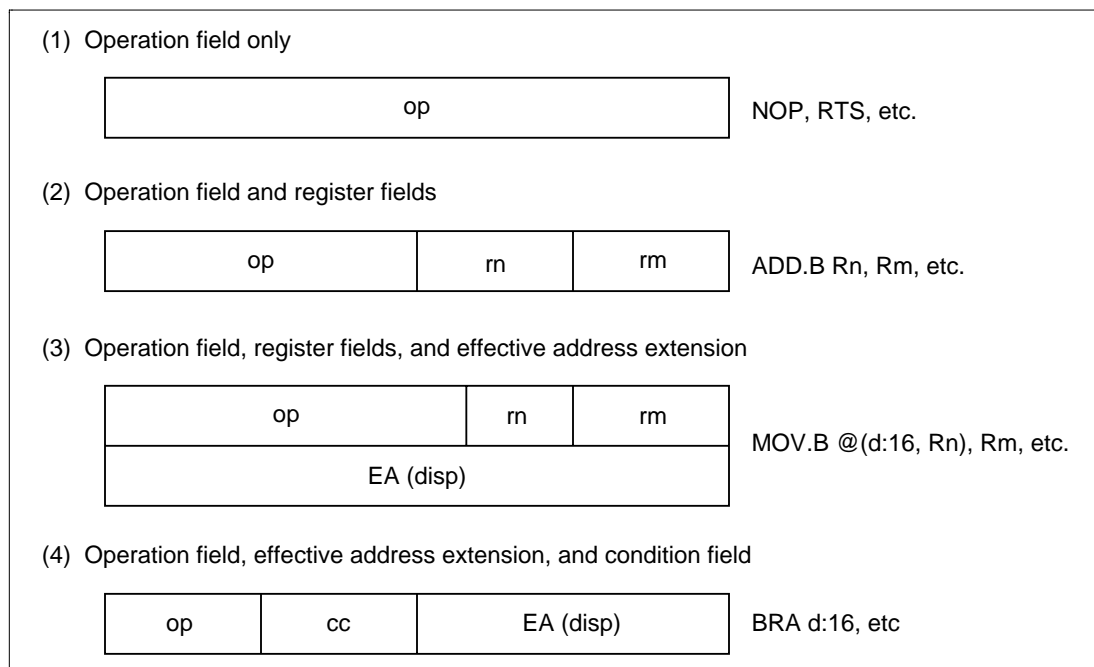 (1) Operation field only
op
NOP, RTS, etc.
(2) Operation field and register fields
op rn rm
ADD.B Rn, Rm, etc.
(3) Operation field, register fields, and effective address extension
op rn rm
EA (disp)
MOV.B @(d:16, Rn), Rm, etc.
(4) Operation field, effective address extension, and condition field
op cc EA (disp)
BRA d:16, etc